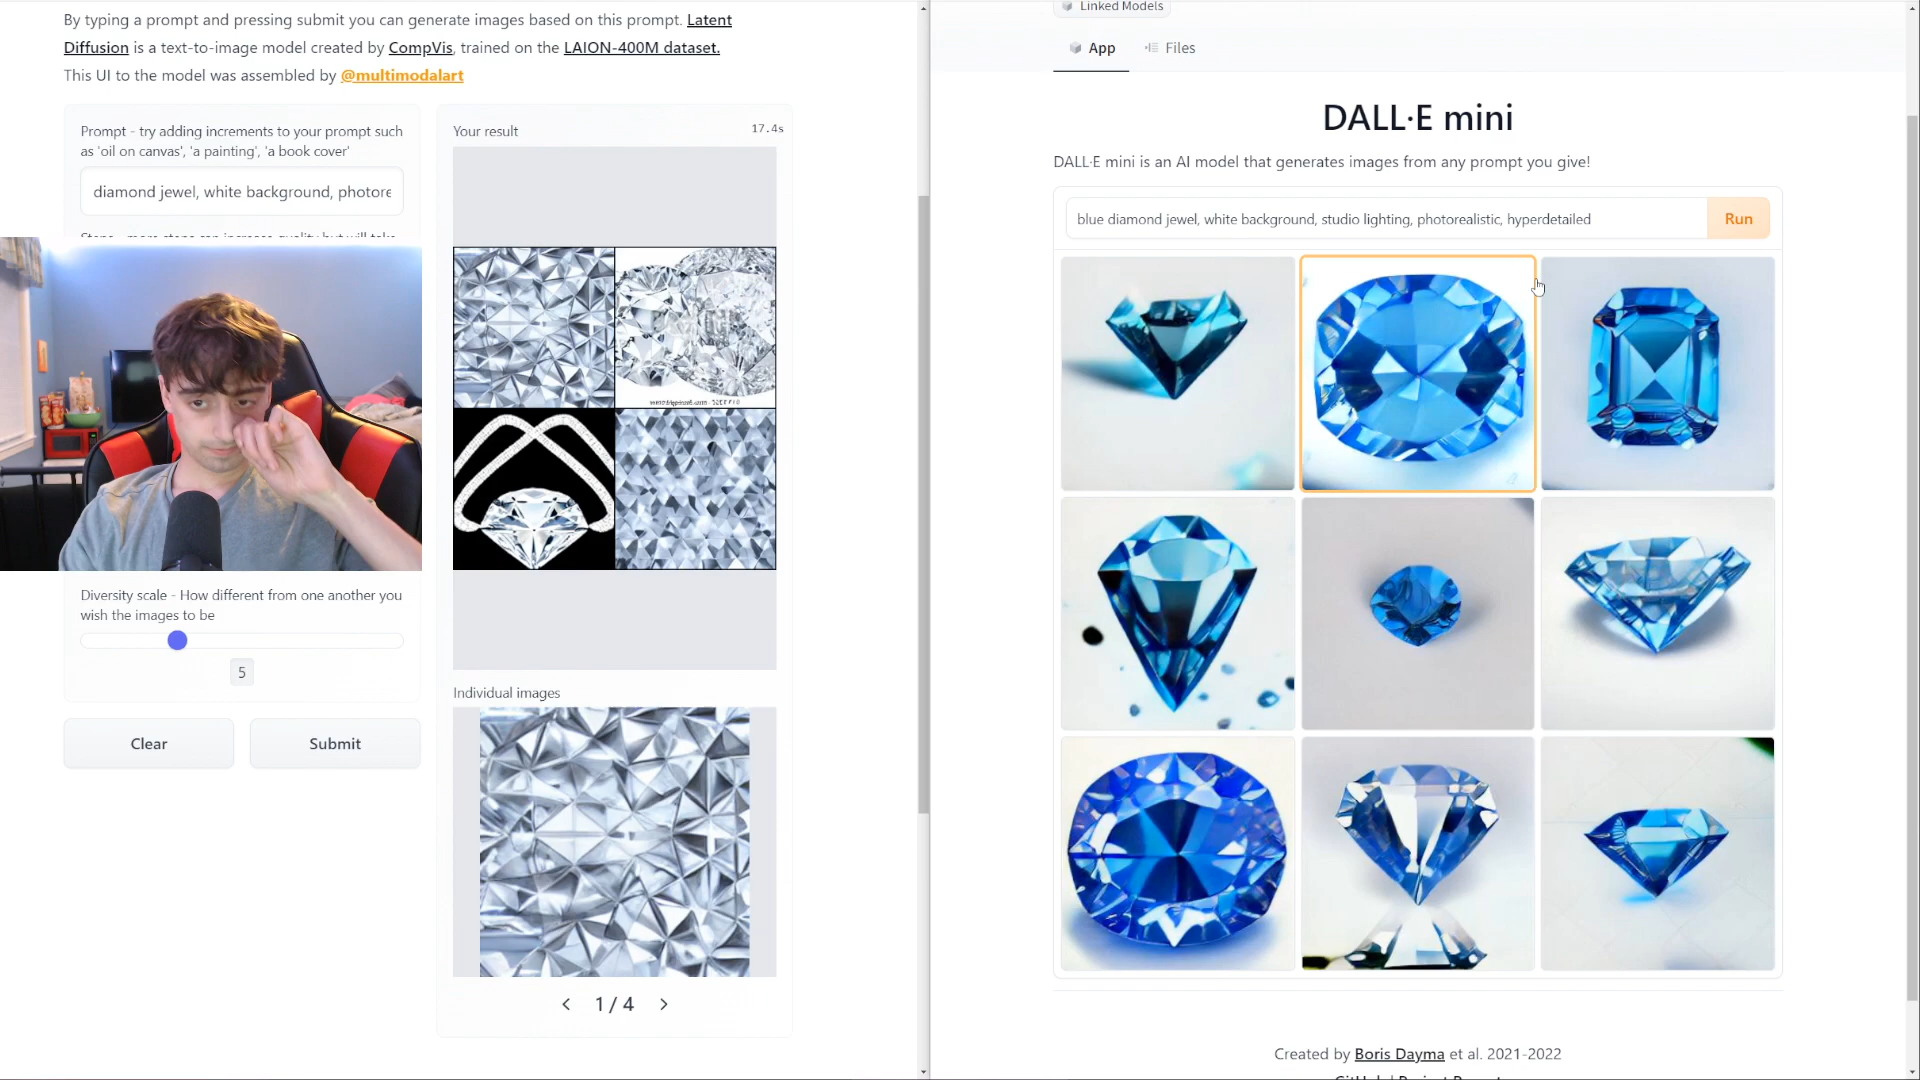 By typing a prompt and pressing submit you can generate images based on this prompt. Latent
Diffusion is a text-to-image model created by CompVis, trained on the LAION-400M dataset.
This UI to the model was assembled by @multimodalart
Prompt - try adding increments to your prompt such
as 'oil on canvas', 'a painting', 'a book cover'
diamond jewel, white background, photore
Diversity scale - How different from one another you
wish the images to be
5
Clear
Submit
Your result
17.4s
Individual images
1 / 4
Linked Models
App
Files
DALL·E mini
DALL·E mini is an AI model that generates images from any prompt you give!
blue diamond jewel, white background, studio lighting, photorealistic, hyperdetailed
Run
Created by Boris Dayma et al. 2021-2022